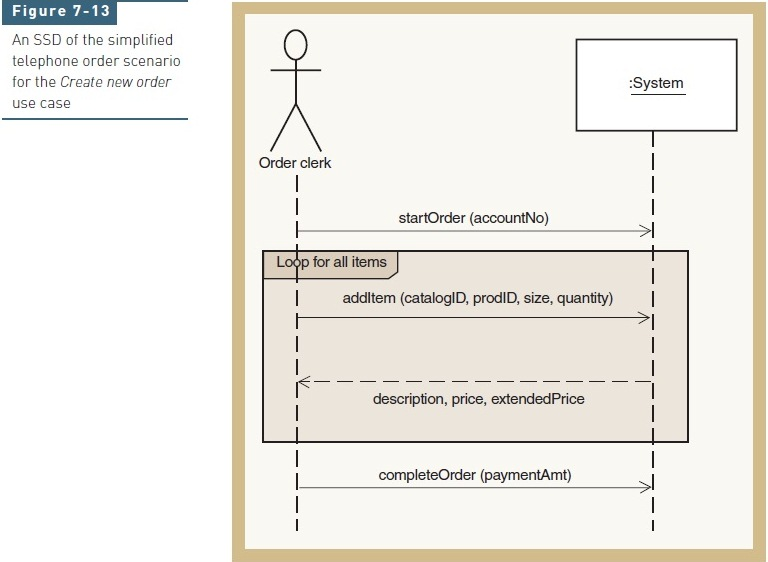 Figure 7-13
An SSD of the simplified
telephone order scenario
for the Create new order
use case
:System
Order clerk
startOrder (accountNo)
Loop for all items
addItem (catalogID, prodID, size, quantity)
description, price, extendedPrice
completeOrder (paymentAmt)